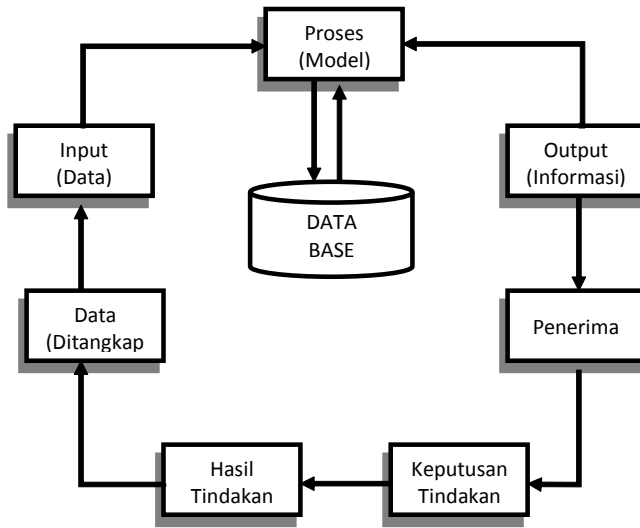 Proses
(Model)
Input
(Data)
Output
(Informasi)
DATA
BASE
Data
(Ditangkap
Penerima
Hasil
Tindakan
Keputusan
Tindakan